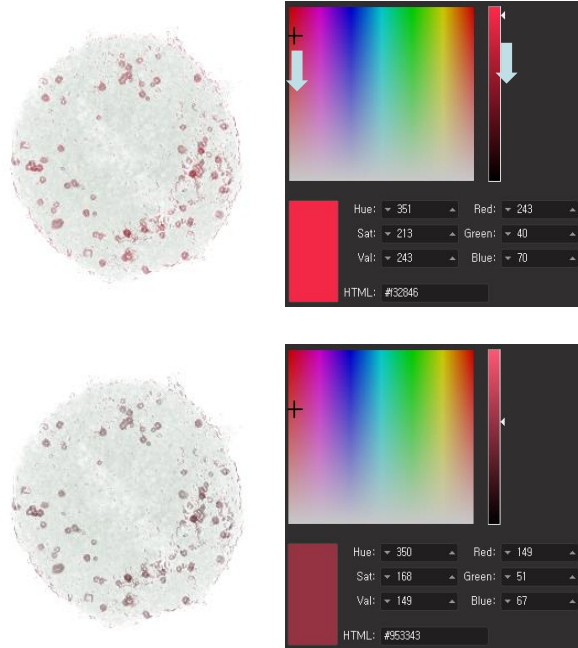 Hue: 351 Red: 243
Sat: 213 Green: 40
Val: 243 Blue: 70
HTML: #f32846
Hue: 350 Red: 149
Sat: 168 Green: 51
Val: 149 Blue: 67
HTML: #953343